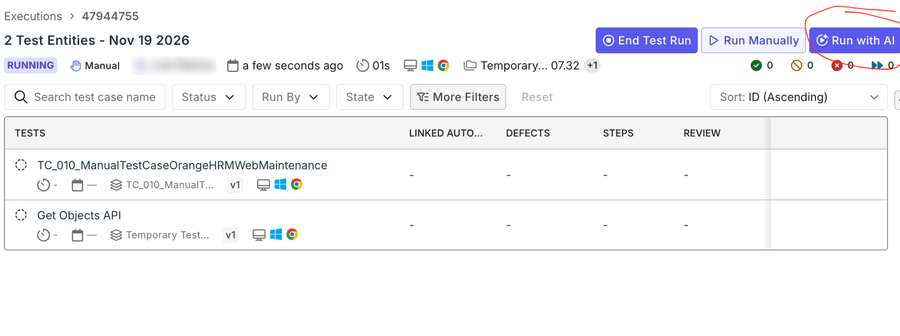 Executions > 47944755
2 Test Entities - Nov 19 2026
End Test Run
Run Manually
Run with AI
RUNNING
Manual
a few seconds ago
01s
Temporary... 07.32
+1
0
0
0
0
Search test case name
Status
Run By
State
More Filters
Reset
Sort: ID (Ascending)
TESTS LINKED AUTO... DEFECTS STEPS REVIEW
TC_010_ManualTestCaseOrangeHRMWebMaintenance
- - - -
- — TC_010_ManualT... v1
Get Objects API
- - - -
- — Temporary Test... v1